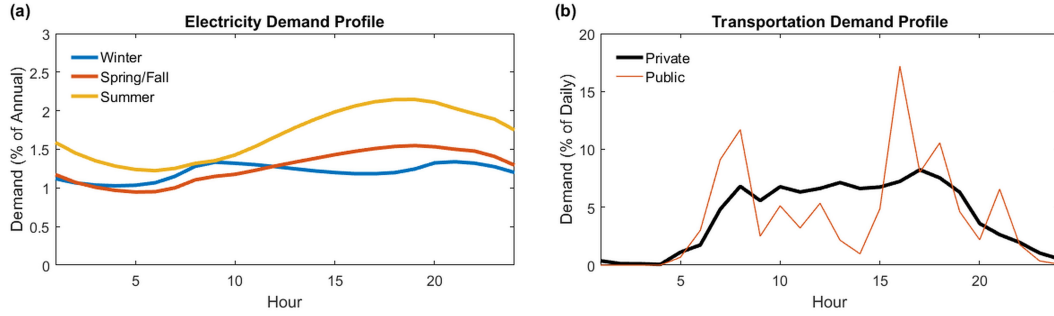 (a)
Electricity Demand Profile
3
2.5
2
1.5
1
0.5
0
Demand (% of Annual)
Winter
Spring/Fall
Summer
5
10
15
20
Hour
(b)
Transportation Demand Profile
20
15
10
5
0
Demand (% of Daily)
Private
Public
5
10
15
20
Hour